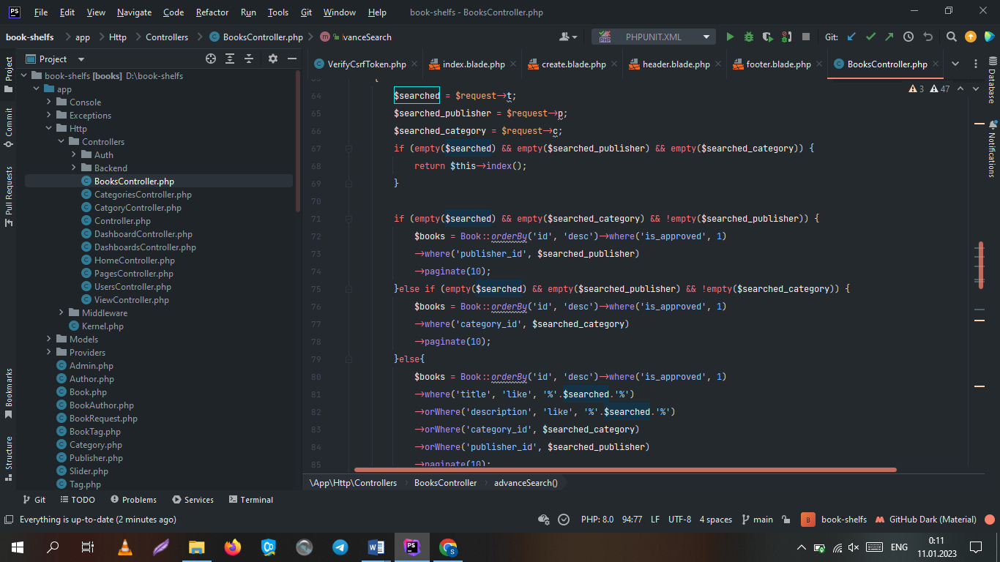 File Edit View Navigate Code Refactor Run Tools Git Window Help book-shelfs - BooksController.php
book-shelfs app Http Controllers BooksController.php advanceSearch PHPUNIT.XML Git:
Project
VerifyCsrfToken.php index.blade.php create.blade.php header.blade.php footer.blade.php BooksController.php
Project
Commit
Pull Requests
Bookmarks
Structure
book-shelfs [books] D:\book-shelfs
app
Console
Exceptions
Http
Controllers
Auth
Backend
BooksController.php
CategoriesController.php
CatgoryController.php
Controller.php
DashboardController.php
DashboardsController.php
HomeController.php
PagesController.php
UsersController.php
ViewController.php
Middleware
Kernel.php
Models
Providers
Admin.php
Author.php
Book.php
BookAuthor.php
BookRequest.php
BookTag.php
Category.php
Publisher.php
Slider.php
Tag.php
3 47
64 $searched = $request->t;
65 $searched_publisher = $request->p;
66 $searched_category = $request->c;
67 if (empty($searched) && empty($searched_publisher) && empty($searched_category)) {
68 return $this->index();
69 }
70
71 if (empty($searched) && empty($searched_category) && !empty($searched_publisher)) {
72 $books = Book::orderBy('id', 'desc')->where('is_approved', 1)
73 ->where('publisher_id', $searched_publisher)
74 ->paginate(10);
75 }else if (empty($searched) && empty($searched_publisher) && !empty($searched_category)) {
76 $books = Book::orderBy('id', 'desc')->where('is_approved', 1)
77 ->where('category_id', $searched_category)
78 ->paginate(10);
79 }else{
80 $books = Book::orderBy('id', 'desc')->where('is_approved', 1)
81 ->where('title', 'like', '%'.$searched.'%')
82 ->orWhere('description', 'like', '%'.$searched.'%')
83 ->orWhere('category_id', $searched_category)
84 ->orWhere('publisher_id', $searched_publisher)
85 ->paginate(10);
Database
Notifications
\App\Http\Controllers BooksController advanceSearch()
Git TODO Problems Services Terminal
Everything is up-to-date (2 minutes ago) PHP: 8.0 94:77 LF UTF-8 4 spaces main B book-shelfs GitHub Dark (Material)
ENG 0:11
11.01.2023